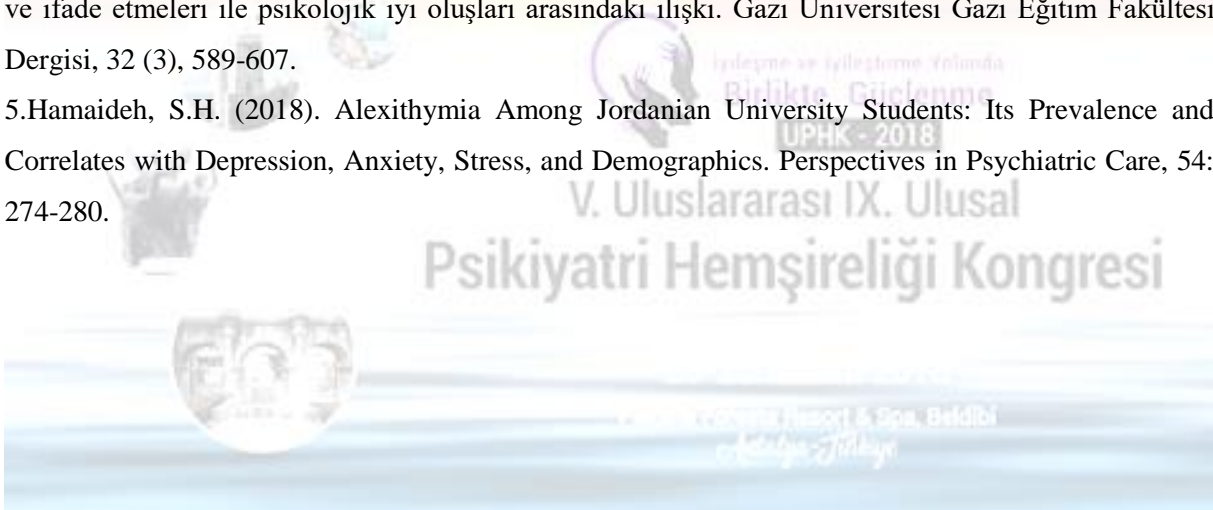 ve ifade etmeleri ile psikolojik iyi oluşları arasındaki ilişki. Gazi Üniversitesi Gazi Eğitim Fakültesi
Dergisi, 32 (3), 589-607.
İyileşme ve İyileştirme Yolunda
Birlikte Güçlenme
UPHK - 2018
5.Hamaideh, S.H. (2018). Alexithymia Among Jordanian University Students: Its Prevalence and
Correlates with Depression, Anxiety, Stress, and Demographics. Perspectives in Psychiatric Care, 54:
274-280.
V. Uluslararası IX. Ulusal
Psikiyatri Hemşireliği Kongresi
Resort & Spa, Beldibi
Antalya-Türkiye